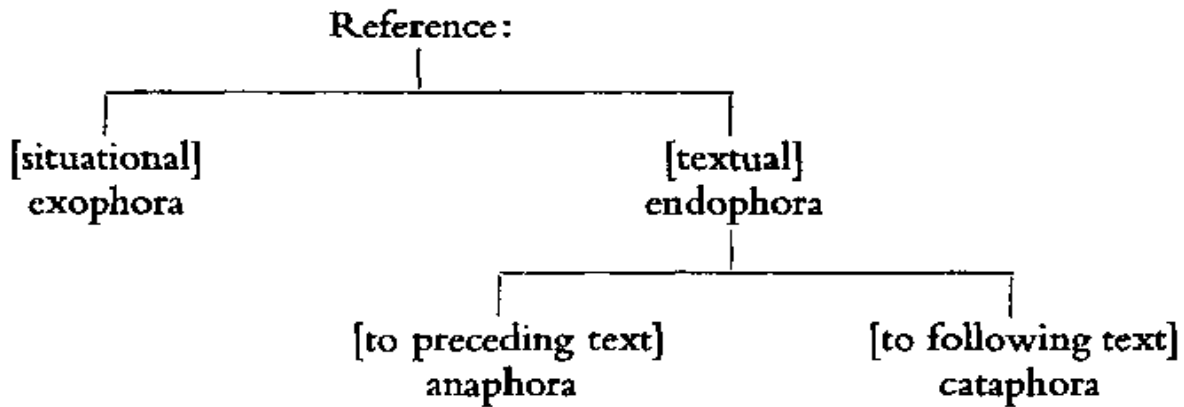 Reference:
[situational]
exophora
[textual]
endophora
[to preceding text]
anaphora
[to following text]
cataphora